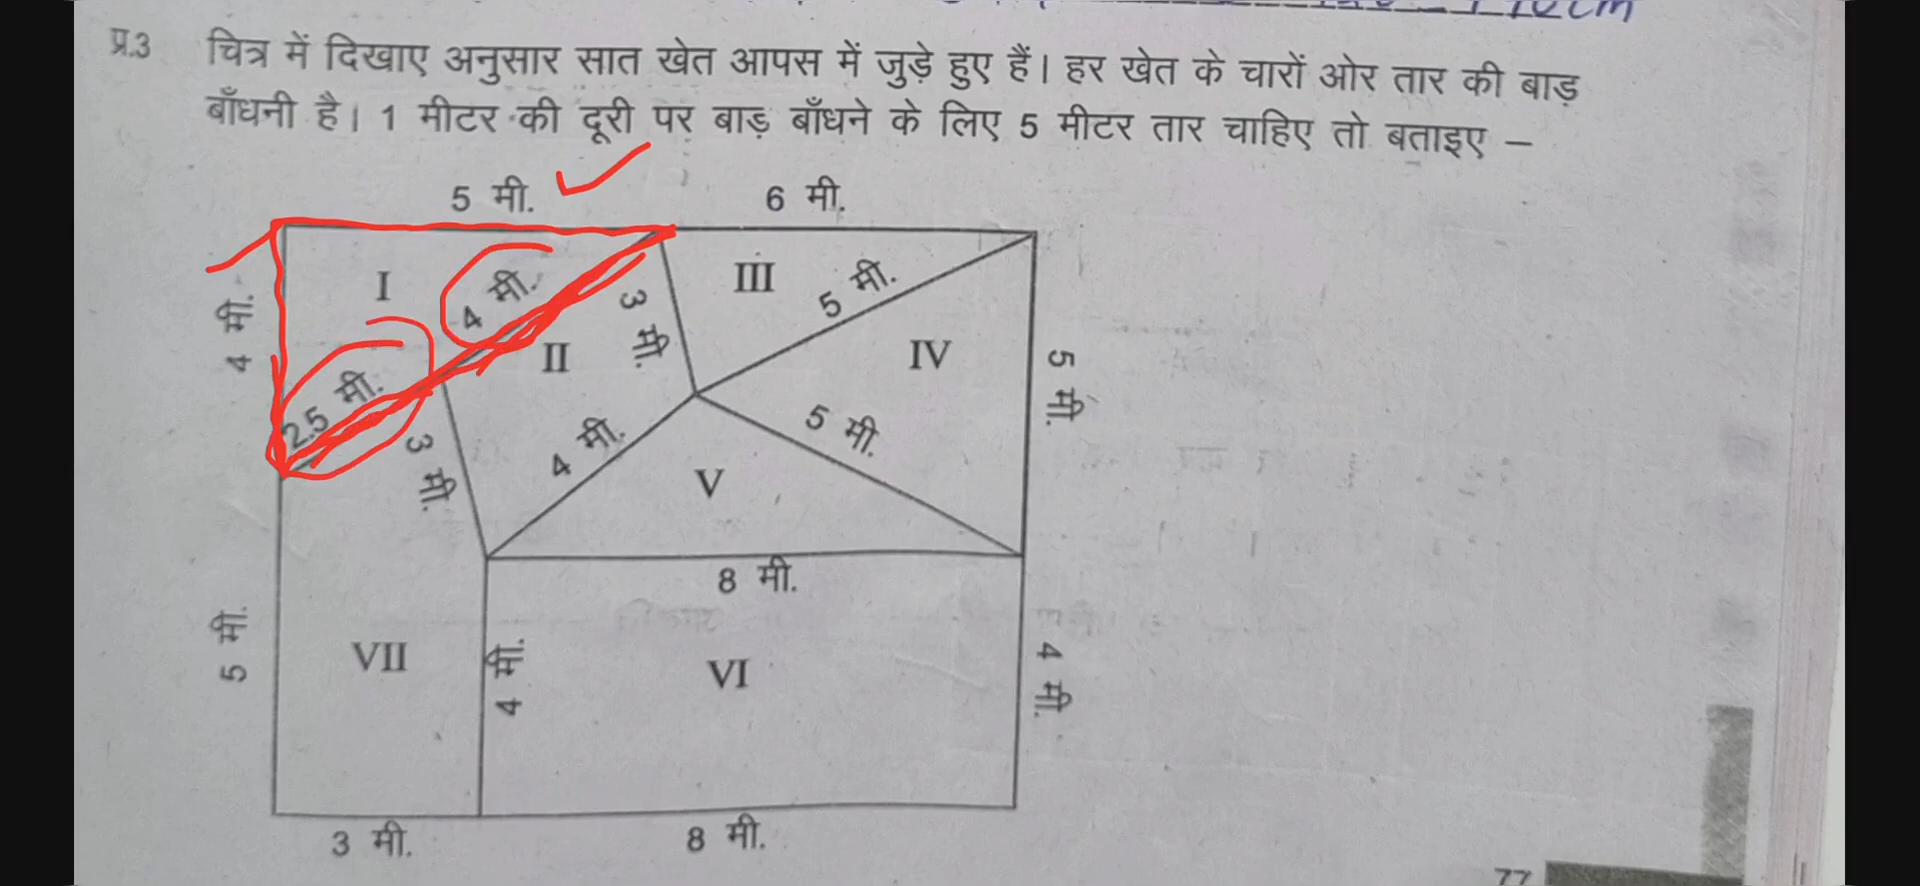 प्र.3 चित्र में दिखाए अनुसार सात खेत आपस में जुड़े हुए हैं। हर खेत के चारों ओर तार की बाड़
बाँधनी है। 1 मीटर की दूरी पर बाड़ बाँधने के लिए 5 मीटर तार चाहिए तो बताइए –
5 मी. 6 मी.
I 4 मी. 3 मी. III 5 मी.
4 मी. II IV 5 मी.
2.5 मी. 3 मी. 4 मी. 5 मी.
V
8 मी.
5 मी. VII 4 मी. VI 4 मी.
3 मी. 8 मी.
77